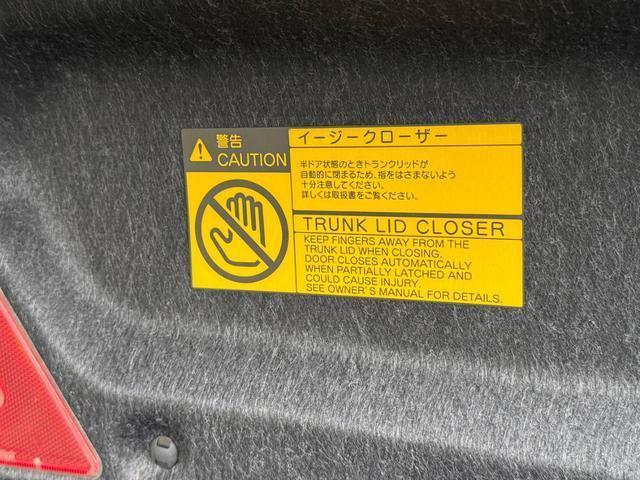 警告
CAUTION
イージークローザー
半ドア状態のときトランクリッドが
自動的に閉まるため、指をはさまないよう
十分注意してください。
詳しくは取扱書をご覧ください。
TRUNK LID CLOSER
KEEP FINGERS AWAY FROM THE
TRUNK LID WHEN CLOSING.
DOOR CLOSES AUTOMATICALLY
WHEN PARTIALLY LATCHED AND
COULD CAUSE INJURY.
SEE OWNER'S MANUAL FOR DETAILS.